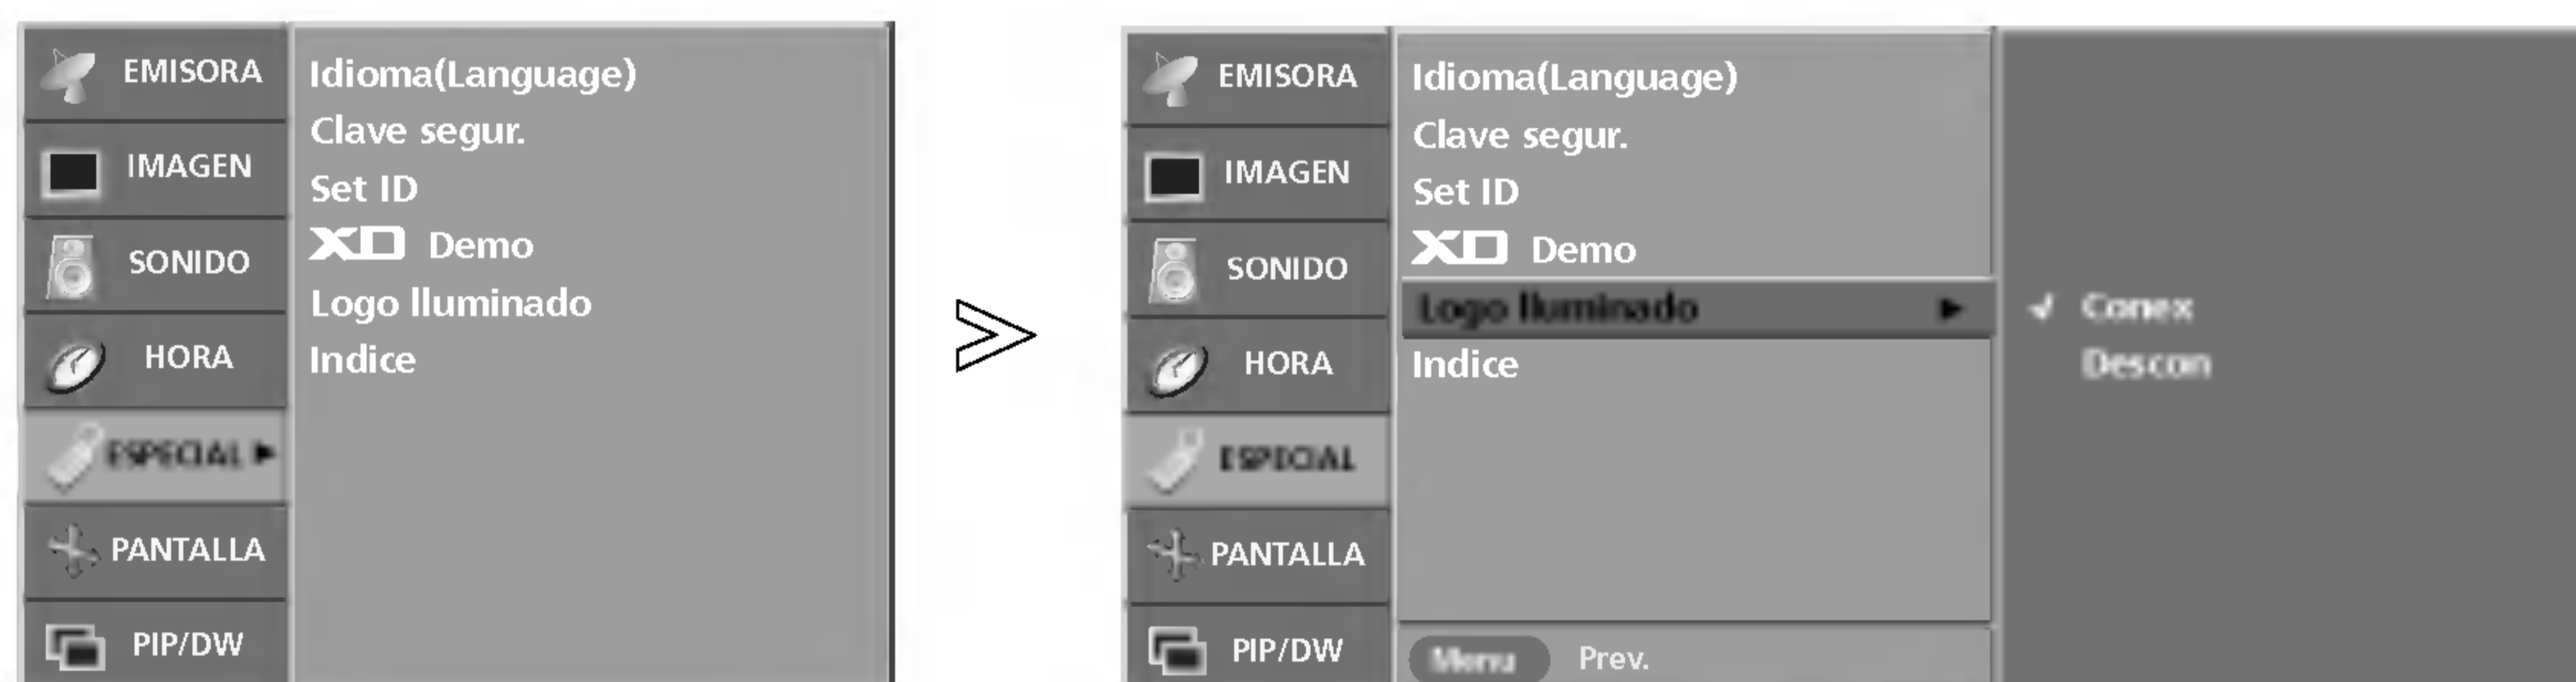 EMISORA
IMAGEN
SONIDO
HORA
ESPECIAL
PANTALLA
PIP/DW
Idioma(Language)
Clave segur.
Set ID
XD Demo
Logo Iluminado
Indice
EMISORA
IMAGEN
SONIDO
HORA
ESPECIAL
PANTALLA
PIP/DW
Idioma(Language)
Clave segur.
Set ID
XD Demo
Logo Iluminado
Indice
Menu Prev.
Conex
Descon